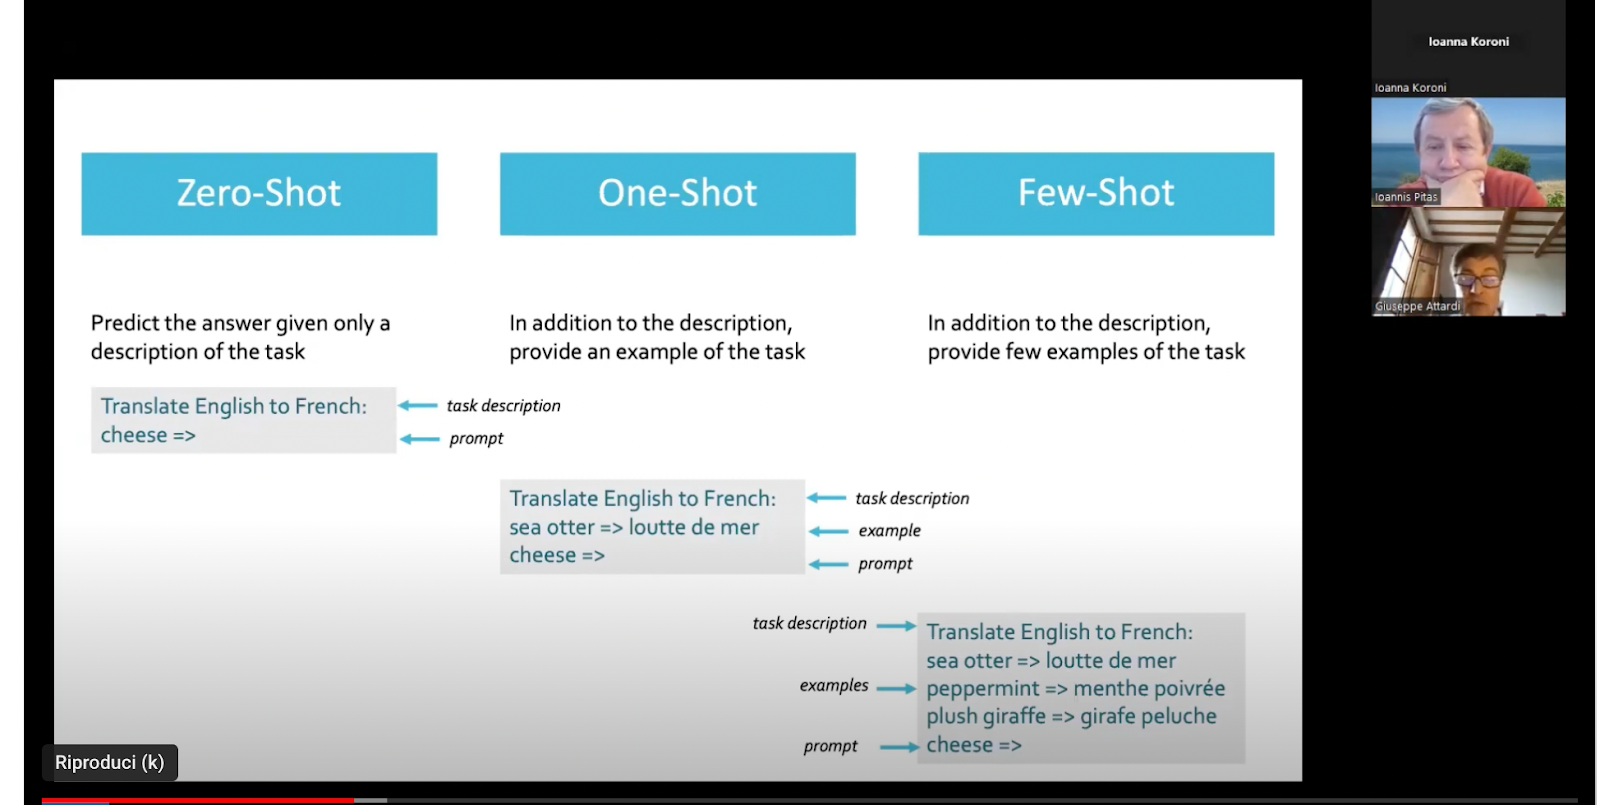 Ioanna Koroni
Ioanna Koroni
Ioannis Pitas
Giuseppe Attardi
Zero-Shot
One-Shot
Few-Shot
Predict the answer given only a
description of the task
In addition to the description,
provide an example of the task
In addition to the description,
provide few examples of the task
Translate English to French:
cheese =>
task description
prompt
Translate English to French:
sea otter => loutte de mer
cheese =>
task description
example
prompt
task description
examples
prompt
Translate English to French:
sea otter => loutte de mer
peppermint => menthe poivrée
plush giraffe => girafe peluche
cheese =>
Riproduci (k)